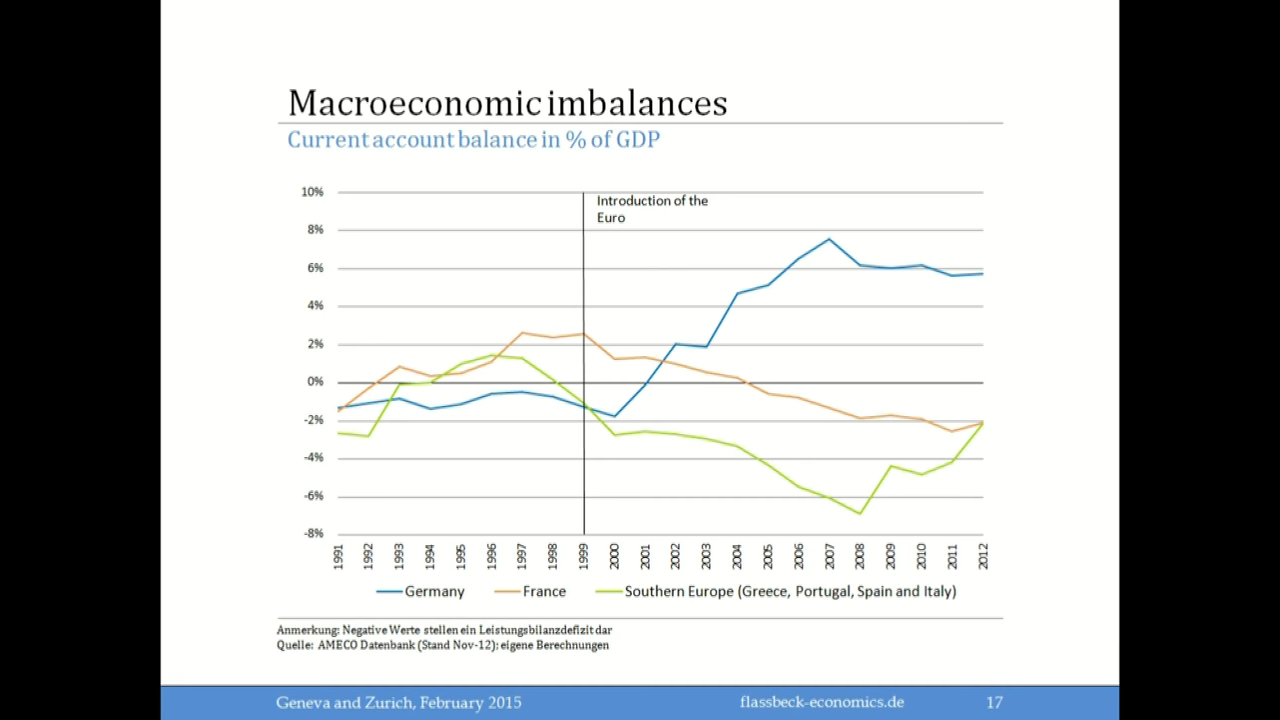 Macroeconomic imbalances
Current account balance in % of GDP
10%
8%
6%
4%
2%
0%
-2%
-4%
-6%
-8%
Introduction of the
Euro
1991 1992 1993 1994 1995 1996 1997 1998 1999 2000 2001 2002 2003 2004 2005 2006 2007 2008 2009 2010 2011 2012
Germany France Southern Europe (Greece, Portugal, Spain and Italy)
Anmerkung: Negative Werte stellen ein Leistungsbilanzdefizit dar
Quelle: AMECO Datenbank (Stand Nov-12): eigene Berechnungen
Geneva and Zurich, February 2015 flassbeck-economics.de 17